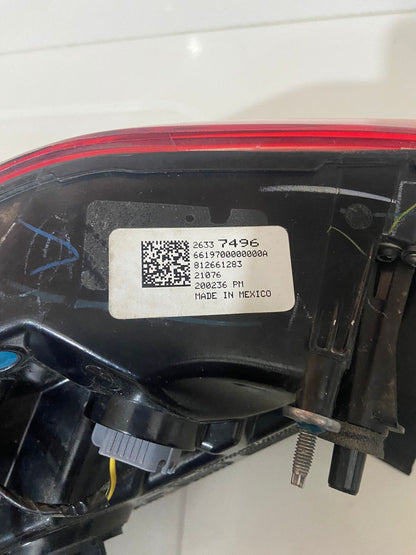 2633 7496
6619700000000A
812661283
21076
200236 PM
MADE IN MEXICO